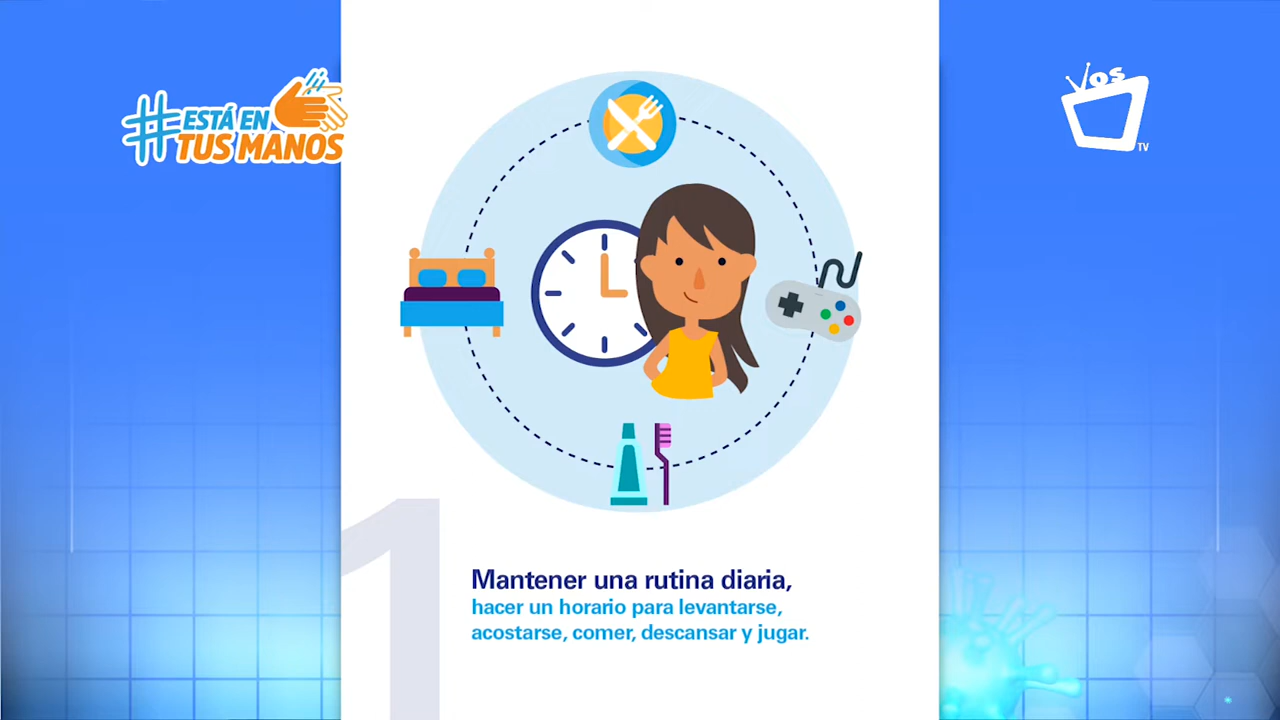 #ESTÁ EN
TUS MANOS
VOS
TV
1
Mantener una rutina diaria,
hacer un horario para levantarse,
acostarse, comer, descansar y jugar.